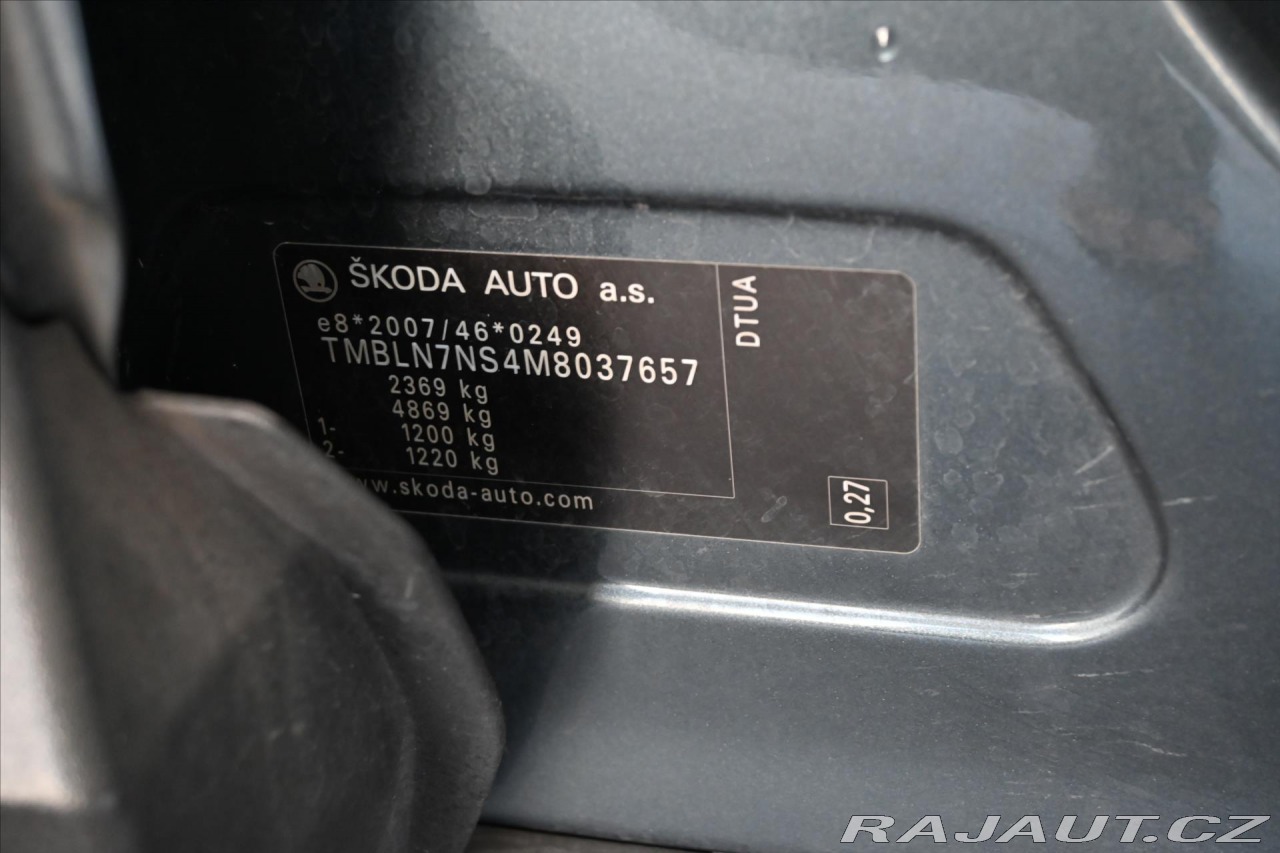 ŠKODA AUTO a.s.
e8*2007/46*0249
TMBLN7NS4M8037657
2369 kg
4869 kg
1- 1200 kg
2- 1220 kg
www.skoda-auto.com
DTUA
0,27
RAJAUT.CZ